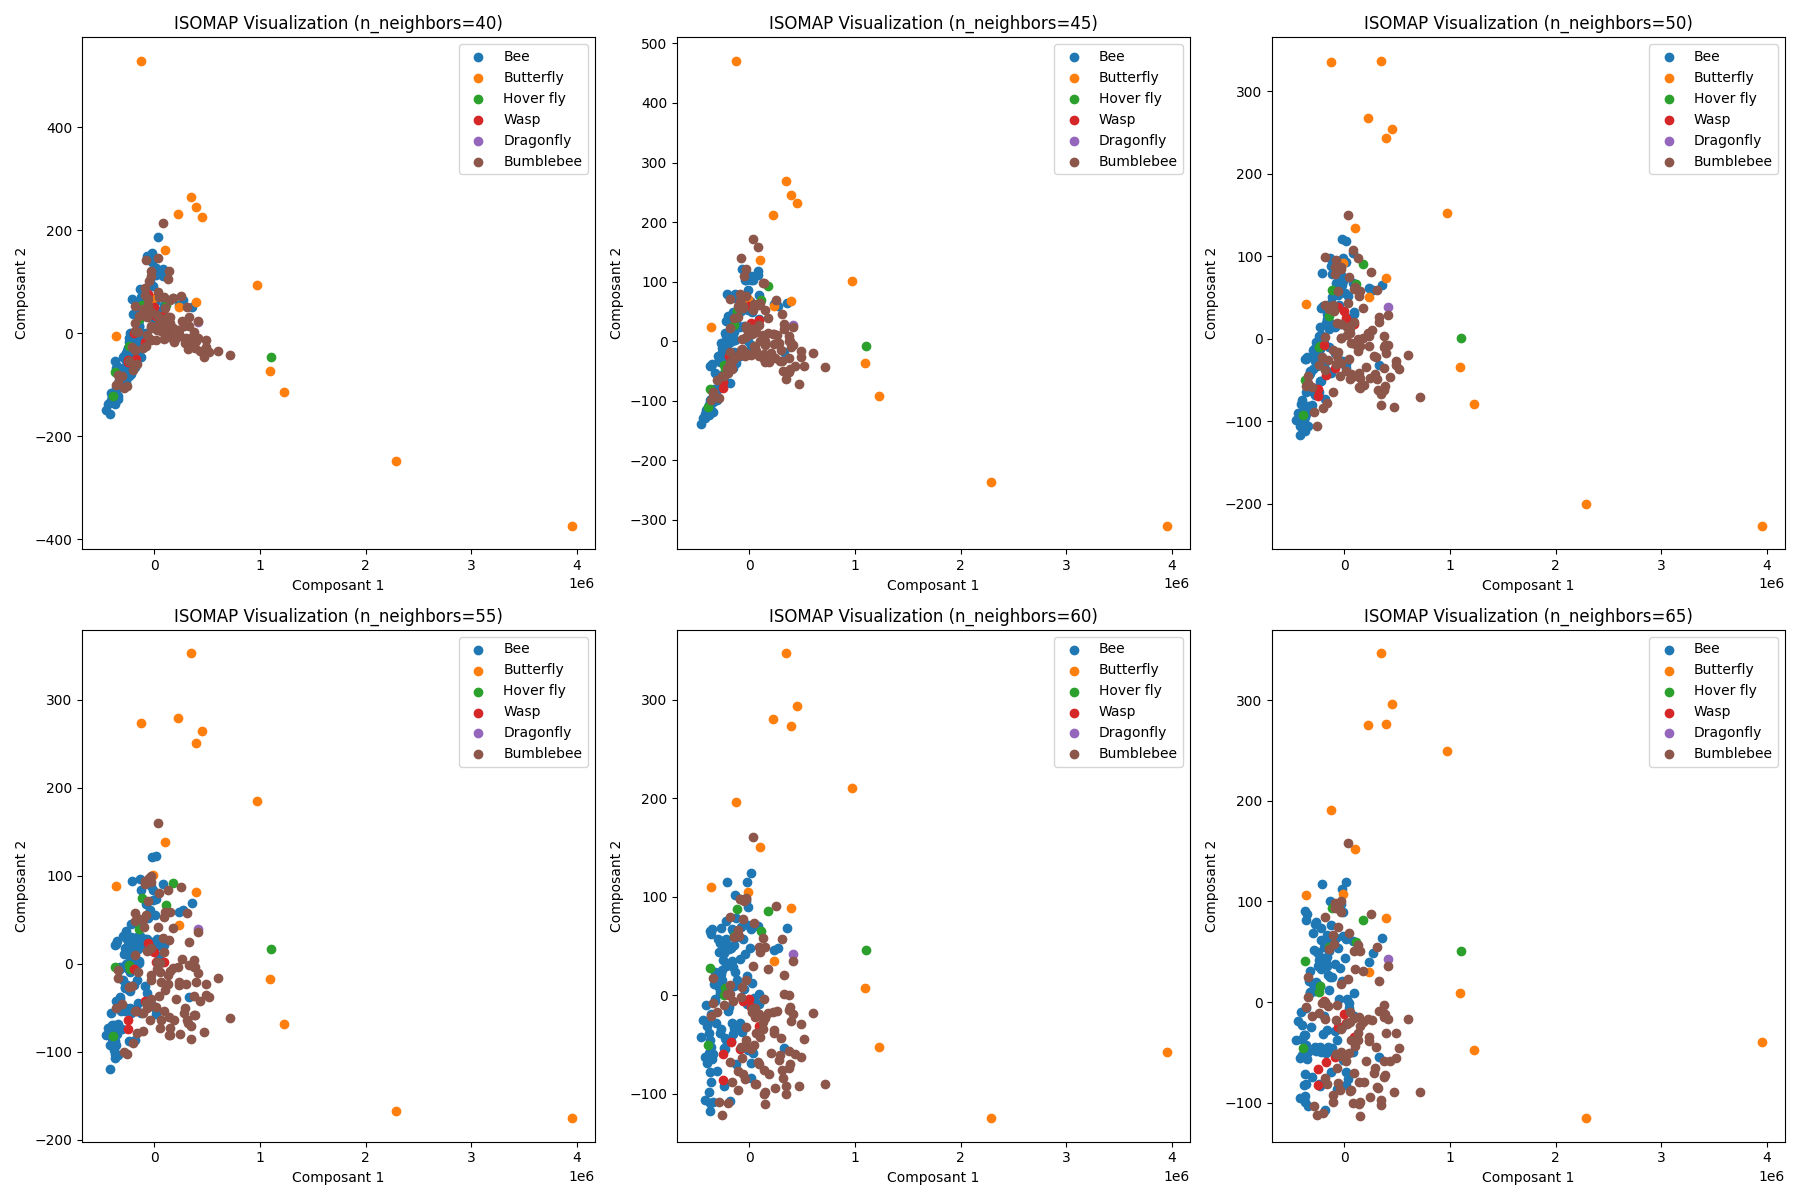 ISOMAP Visualization (n_neighbors=40)
Composant 2
400
200
0
−200
−400
Bee
Butterfly
Hover fly
Wasp
Dragonfly
Bumblebee
0 1 2 3 4
1e6
Composant 1
ISOMAP Visualization (n_neighbors=45)
Composant 2
500
400
300
200
100
0
−100
−200
−300
Bee
Butterfly
Hover fly
Wasp
Dragonfly
Bumblebee
0 1 2 3 4
1e6
Composant 1
ISOMAP Visualization (n_neighbors=50)
Composant 2
300
200
100
0
−100
−200
Bee
Butterfly
Hover fly
Wasp
Dragonfly
Bumblebee
0 1 2 3 4
1e6
Composant 1
ISOMAP Visualization (n_neighbors=55)
Composant 2
300
200
100
0
−100
−200
Bee
Butterfly
Hover fly
Wasp
Dragonfly
Bumblebee
0 1 2 3 4
1e6
Composant 1
ISOMAP Visualization (n_neighbors=60)
Composant 2
300
200
100
0
−100
Bee
Butterfly
Hover fly
Wasp
Dragonfly
Bumblebee
0 1 2 3 4
1e6
Composant 1
ISOMAP Visualization (n_neighbors=65)
Composant 2
300
200
100
0
−100
Bee
Butterfly
Hover fly
Wasp
Dragonfly
Bumblebee
0 1 2 3 4
1e6
Composant 1